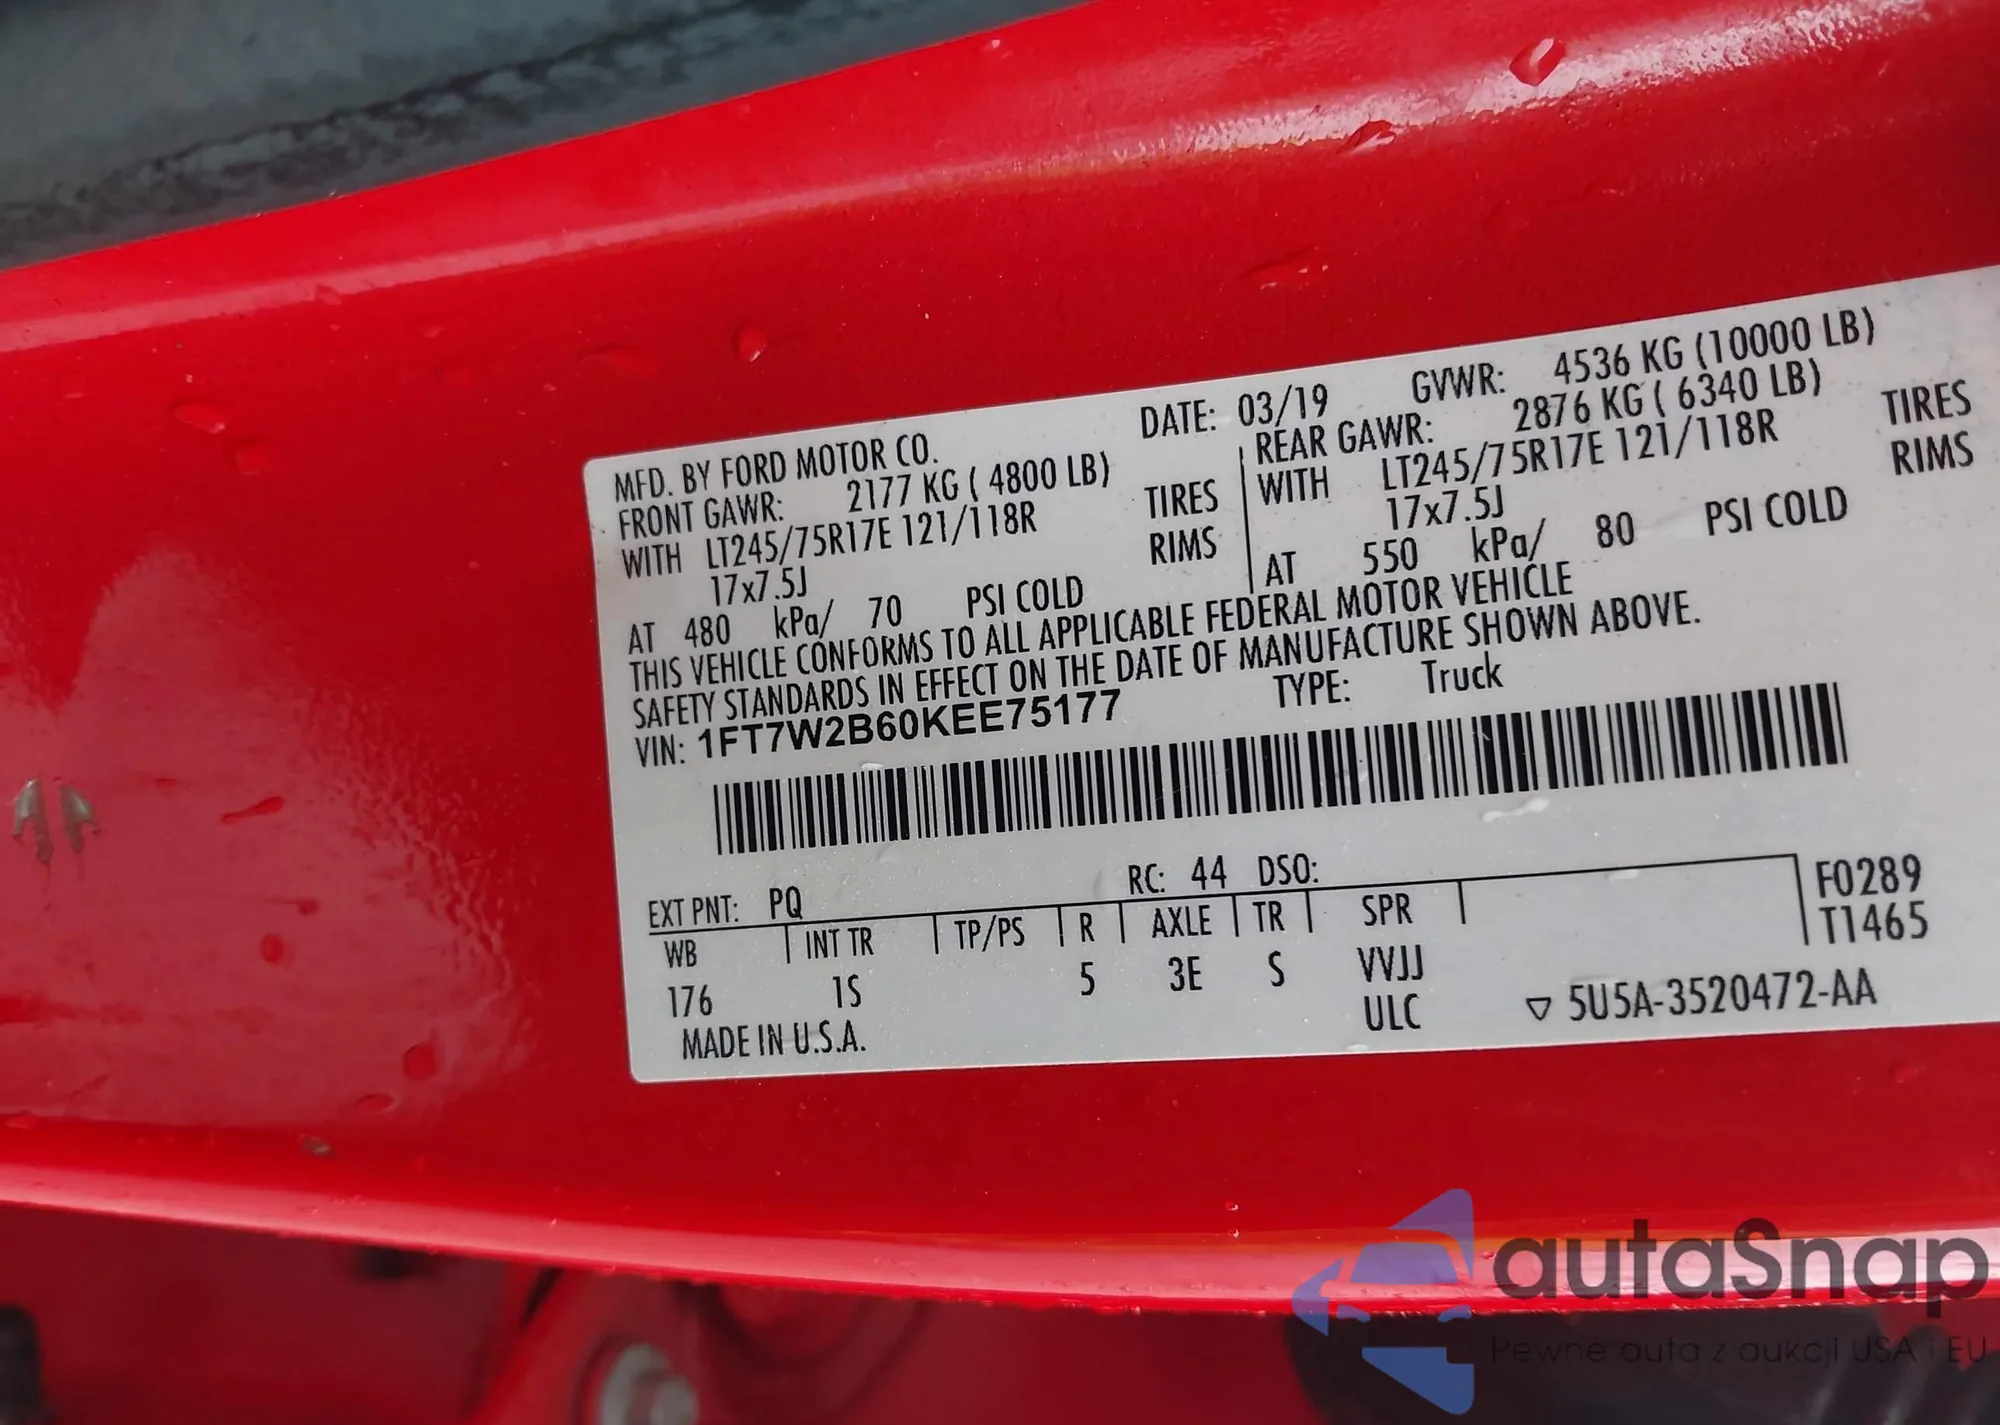 MFD. BY FORD MOTOR CO. DATE: 03/19 GVWR: 4536 KG (10000 LB)
FRONT GAWR: 2177 KG ( 4800 LB) REAR GAWR: 2876 KG ( 6340 LB)
WITH LT245/75R17E 121/118R TIRES WITH LT245/75R17E 121/118R TIRES
17x7.5J RIMS 17x7.5J RIMS
AT 480 kPa/ 70 PSI COLD AT 550 kPa/ 80 PSI COLD
THIS VEHICLE CONFORMS TO ALL APPLICABLE FEDERAL MOTOR VEHICLE
SAFETY STANDARDS IN EFFECT ON THE DATE OF MANUFACTURE SHOWN ABOVE.
VIN: 1FT7W2B60KEE75177 TYPE: Truck
EXT PNT: PQ RC: 44 DSO: F0289
WB INT TR TP/PS R AXLE TR SPR T1465
176 1S 5 3E S VVJJ
MADE IN U.S.A. ULC ▽ 5U5A-3520472-AA
autaSnap
Pewne auta z aukcji USA i EU